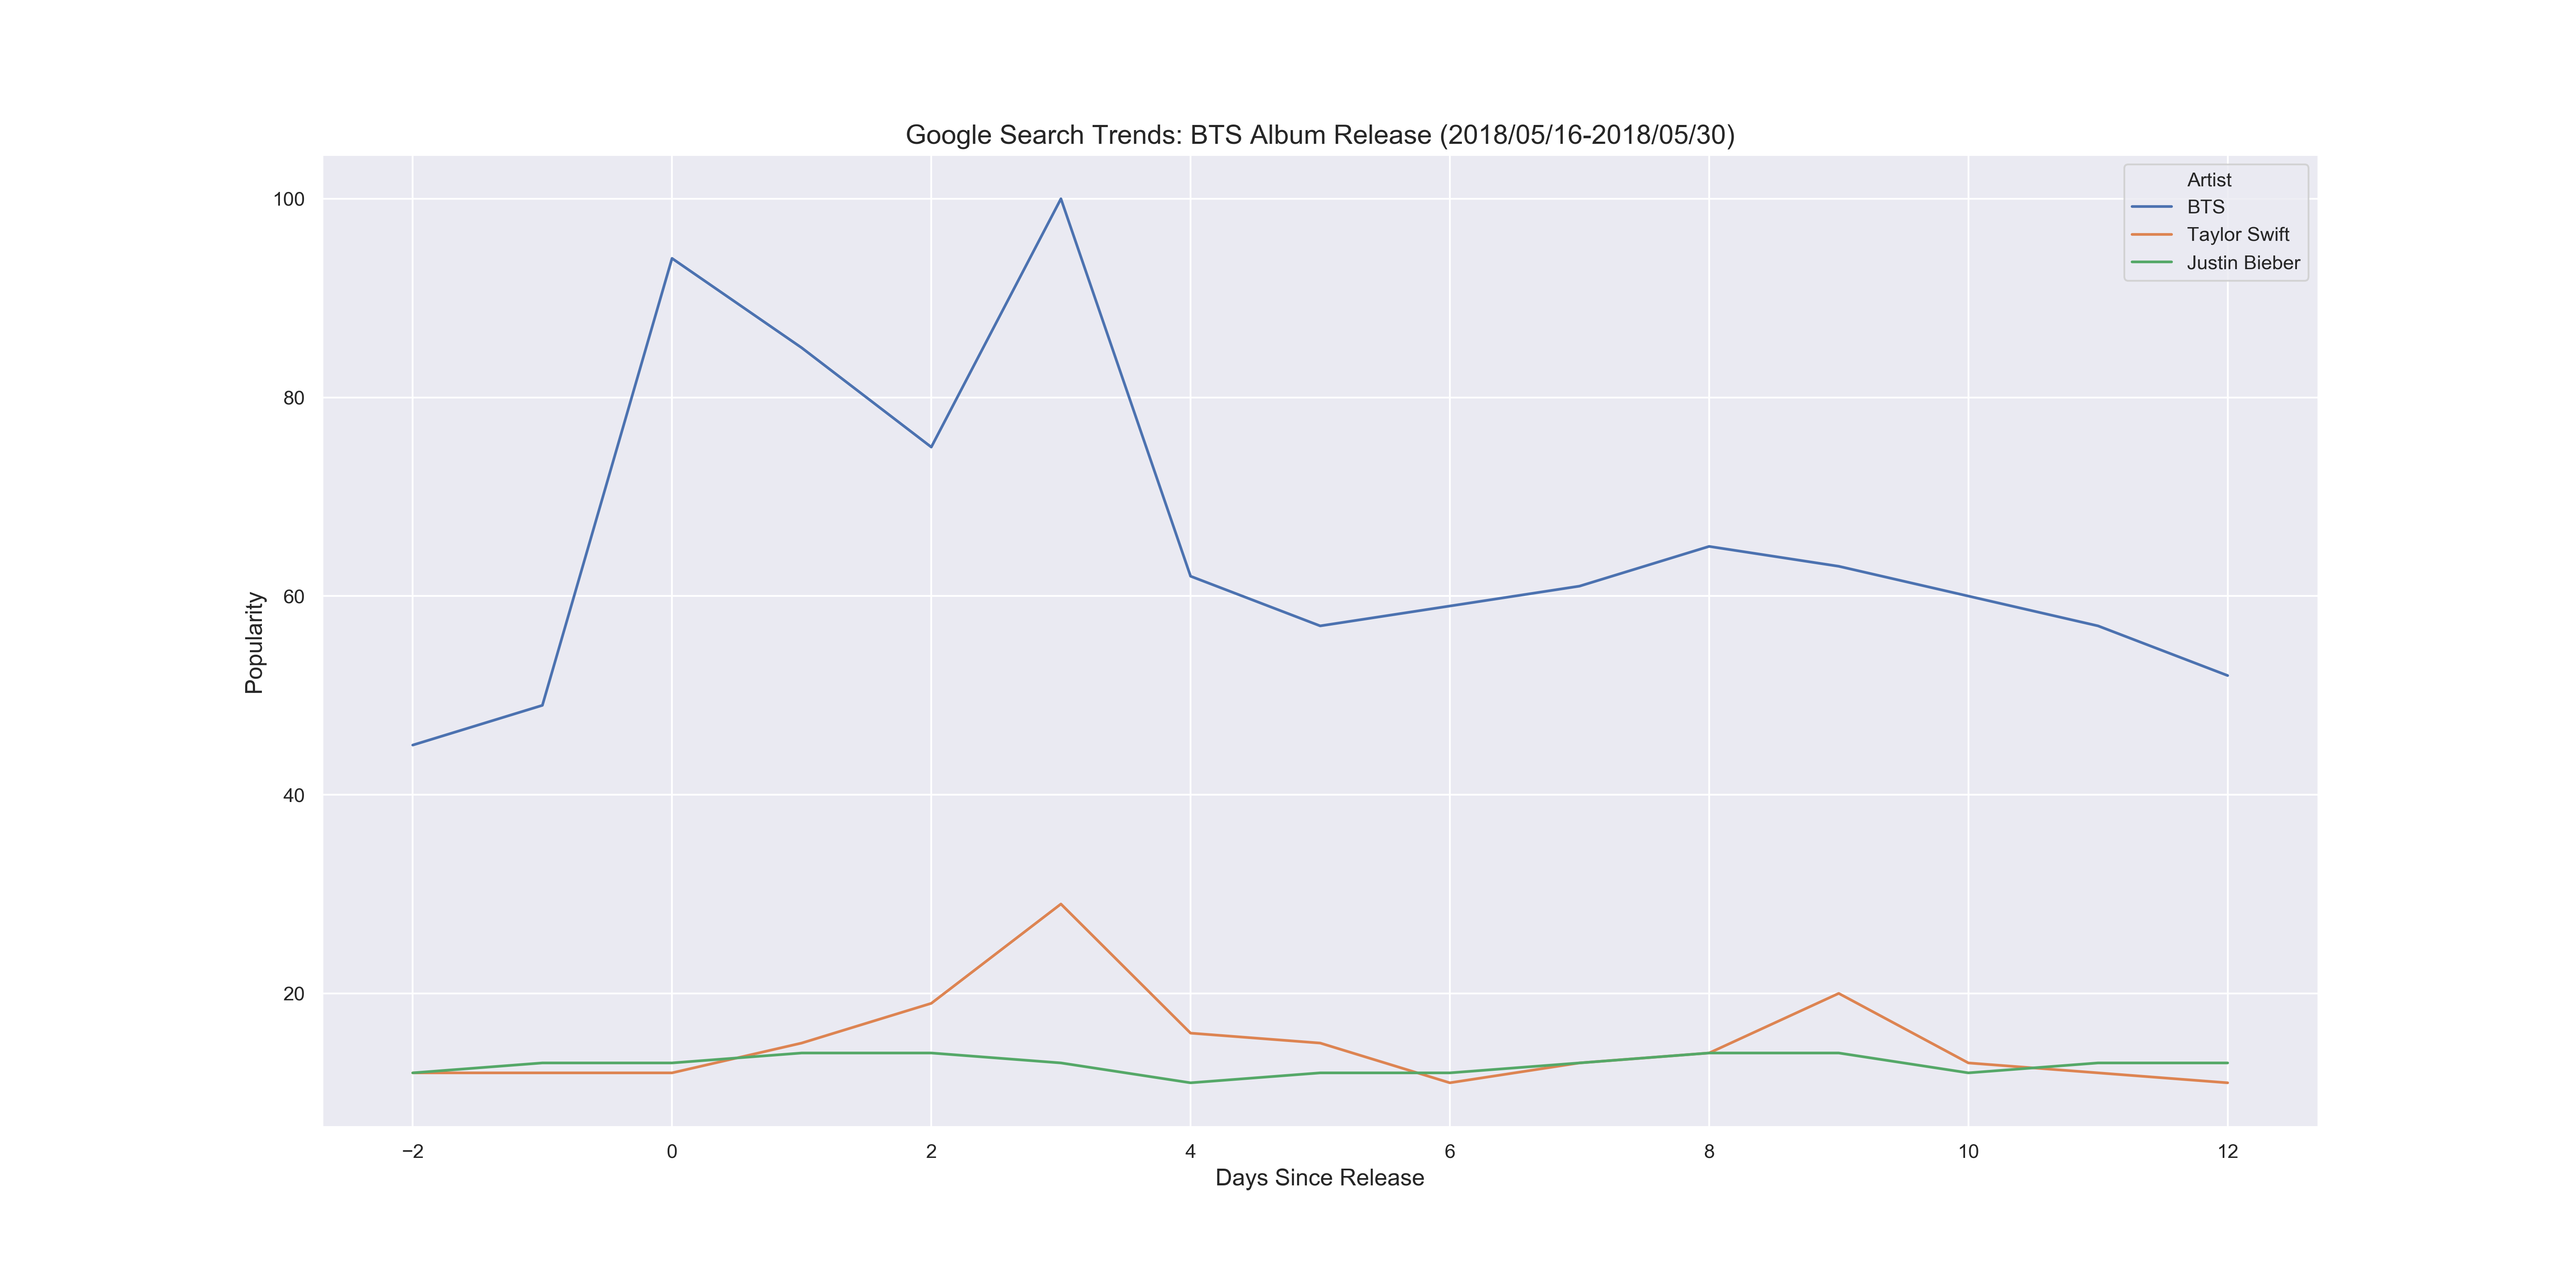 Google Search Trends: BTS Album Release (2018/05/16-2018/05/30)
Artist
BTS
Taylor Swift
Justin Bieber
Popularity
100
80
60
40
20
−2 0 2 4 6 8 10 12
Days Since Release